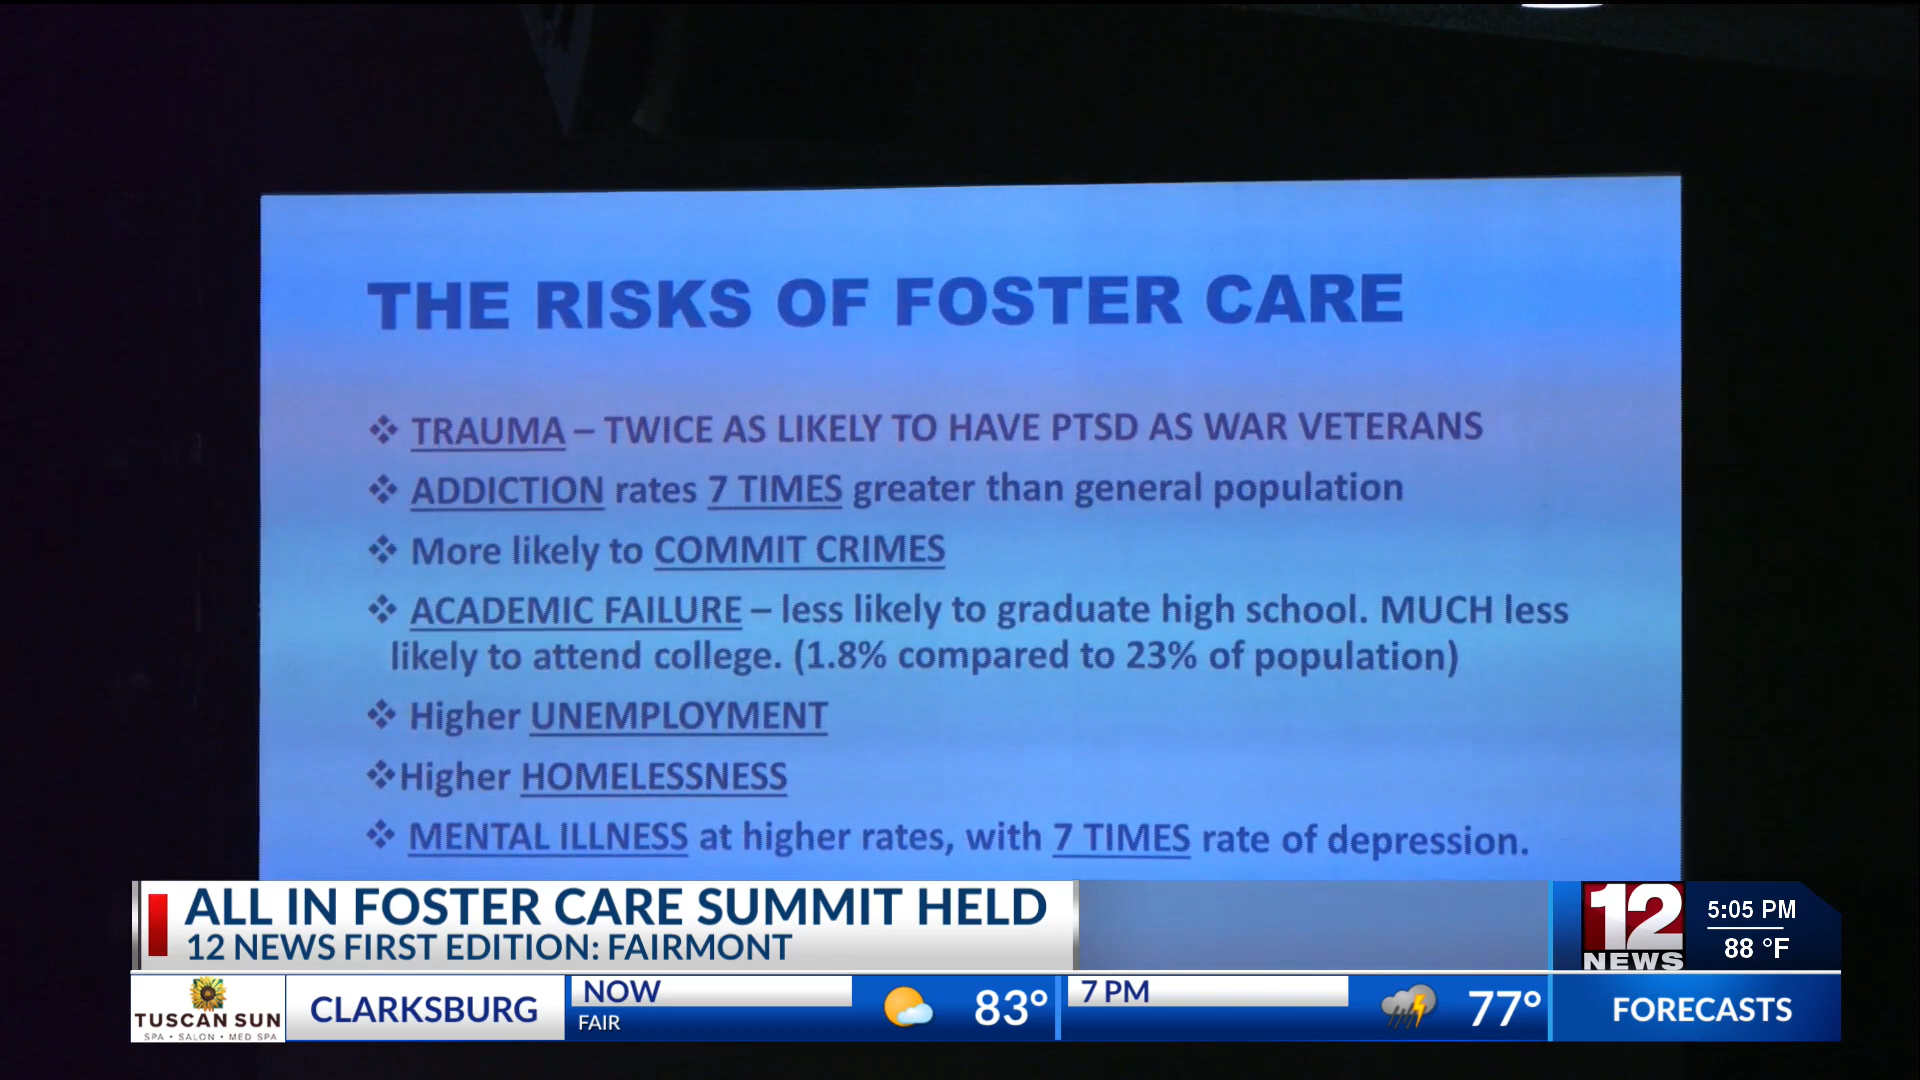 THE RISKS OF FOSTER CARE
❖ TRAUMA – TWICE AS LIKELY TO HAVE PTSD AS WAR VETERANS
❖ ADDICTION rates 7 TIMES greater than general population
❖ More likely to COMMIT CRIMES
❖ ACADEMIC FAILURE – less likely to graduate high school. MUCH less
likely to attend college. (1.8% compared to 23% of population)
❖ Higher UNEMPLOYMENT
❖Higher HOMELESSNESS
❖ MENTAL ILLNESS at higher rates, with 7 TIMES rate of depression.
ALL IN FOSTER CARE SUMMIT HELD
12 NEWS FIRST EDITION: FAIRMONT
12
NEWS
5:05 PM
88 °F
TUSCAN SUN
SPA • SALON • MED SPA
CLARKSBURG
NOW
FAIR
83°
7 PM
77°
FORECASTS